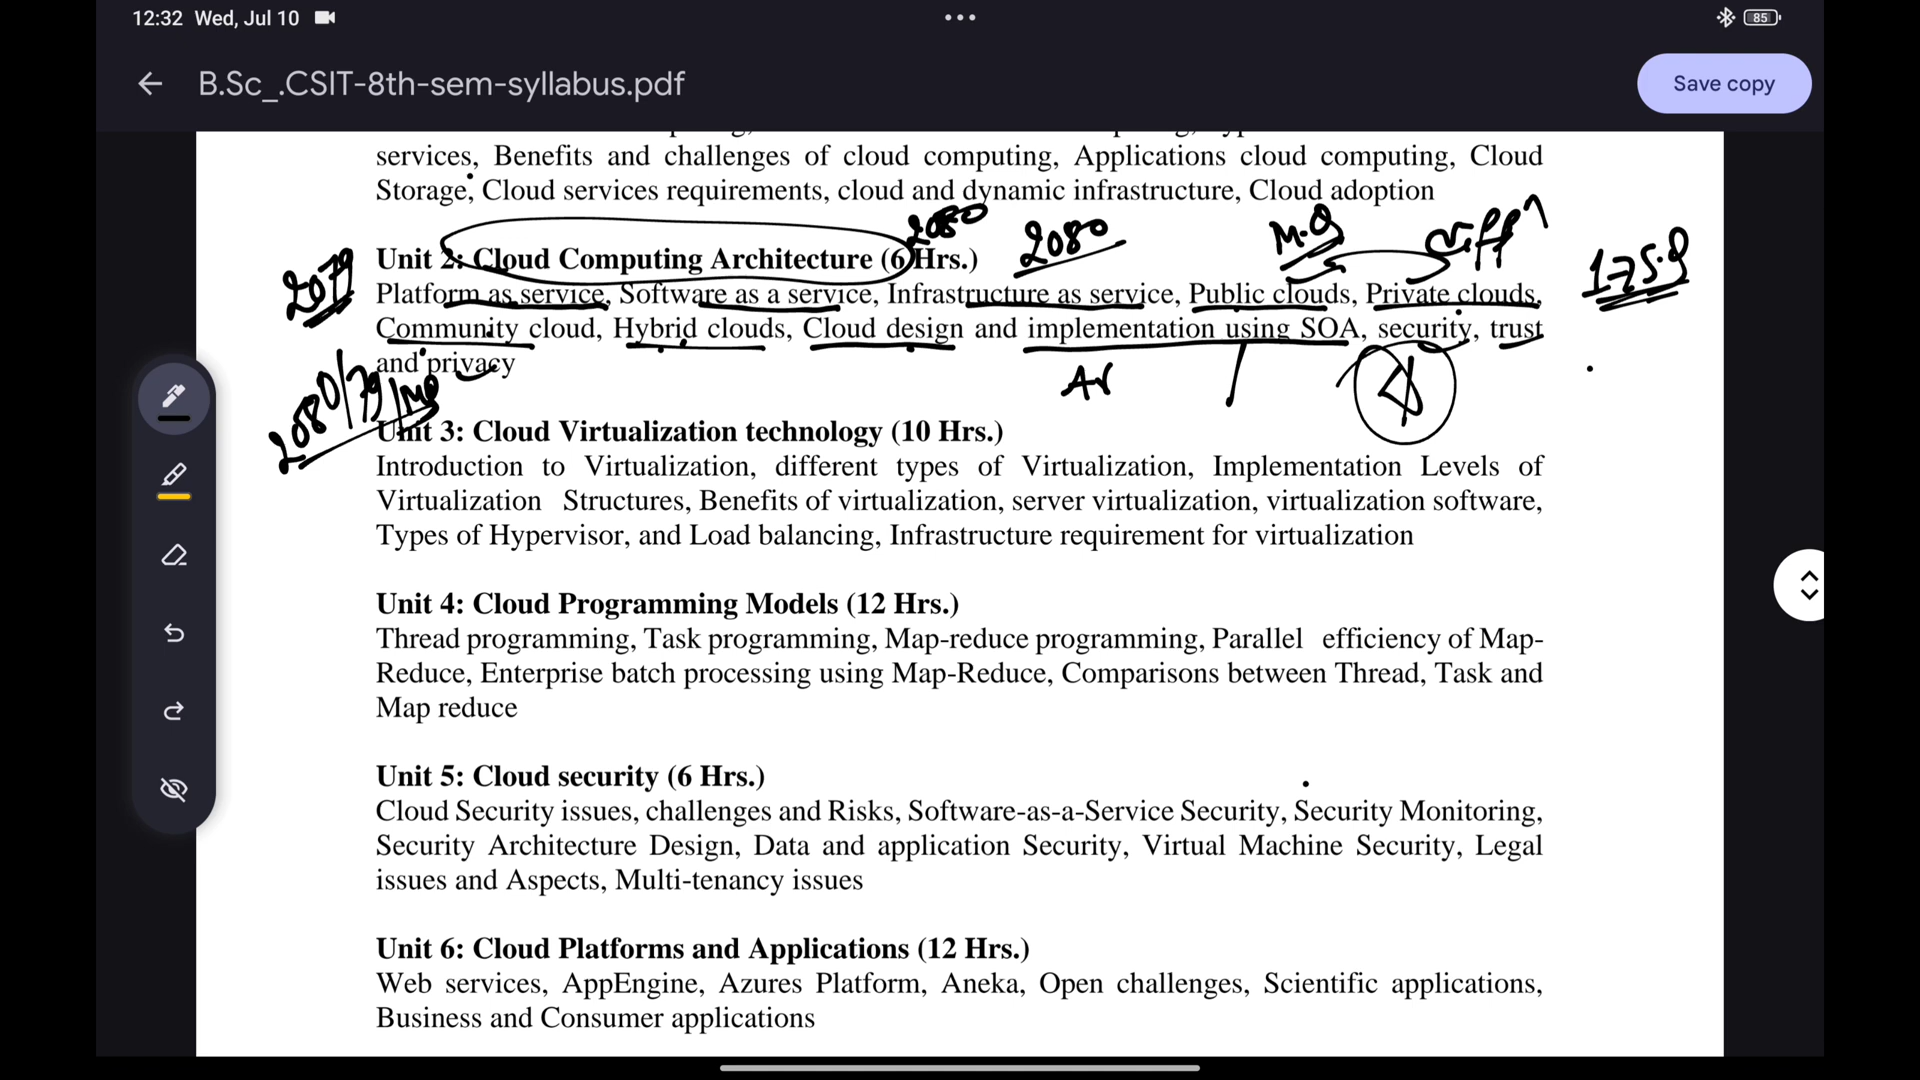 12:32 Wed, Jul 10
85
B.Sc_.CSIT-8th-sem-syllabus.pdf
Save copy
services, Benefits and challenges of cloud computing, Applications cloud computing, Cloud
Storage, Cloud services requirements, cloud and dynamic infrastructure, Cloud adoption
2080
2080
M.Q
diff^n
Unit 2: Cloud Computing Architecture (6 Hrs.)
2079
Platform as service, Software as a service, Infrastructure as service, Public clouds, Private clouds,
Community cloud, Hybrid clouds, Cloud design and implementation using SOA, security, trust
and privacy
2080/79/MQ
Ar
Unit 3: Cloud Virtualization technology (10 Hrs.)
Introduction to Virtualization, different types of Virtualization, Implementation Levels of
Virtualization Structures, Benefits of virtualization, server virtualization, virtualization software,
Types of Hypervisor, and Load balancing, Infrastructure requirement for virtualization
Unit 4: Cloud Programming Models (12 Hrs.)
Thread programming, Task programming, Map-reduce programming, Parallel efficiency of Map-
Reduce, Enterprise batch processing using Map-Reduce, Comparisons between Thread, Task and
Map reduce
Unit 5: Cloud security (6 Hrs.)
Cloud Security issues, challenges and Risks, Software-as-a-Service Security, Security Monitoring,
Security Architecture Design, Data and application Security, Virtual Machine Security, Legal
issues and Aspects, Multi-tenancy issues
Unit 6: Cloud Platforms and Applications (12 Hrs.)
Web services, AppEngine, Azures Platform, Aneka, Open challenges, Scientific applications,
Business and Consumer applications